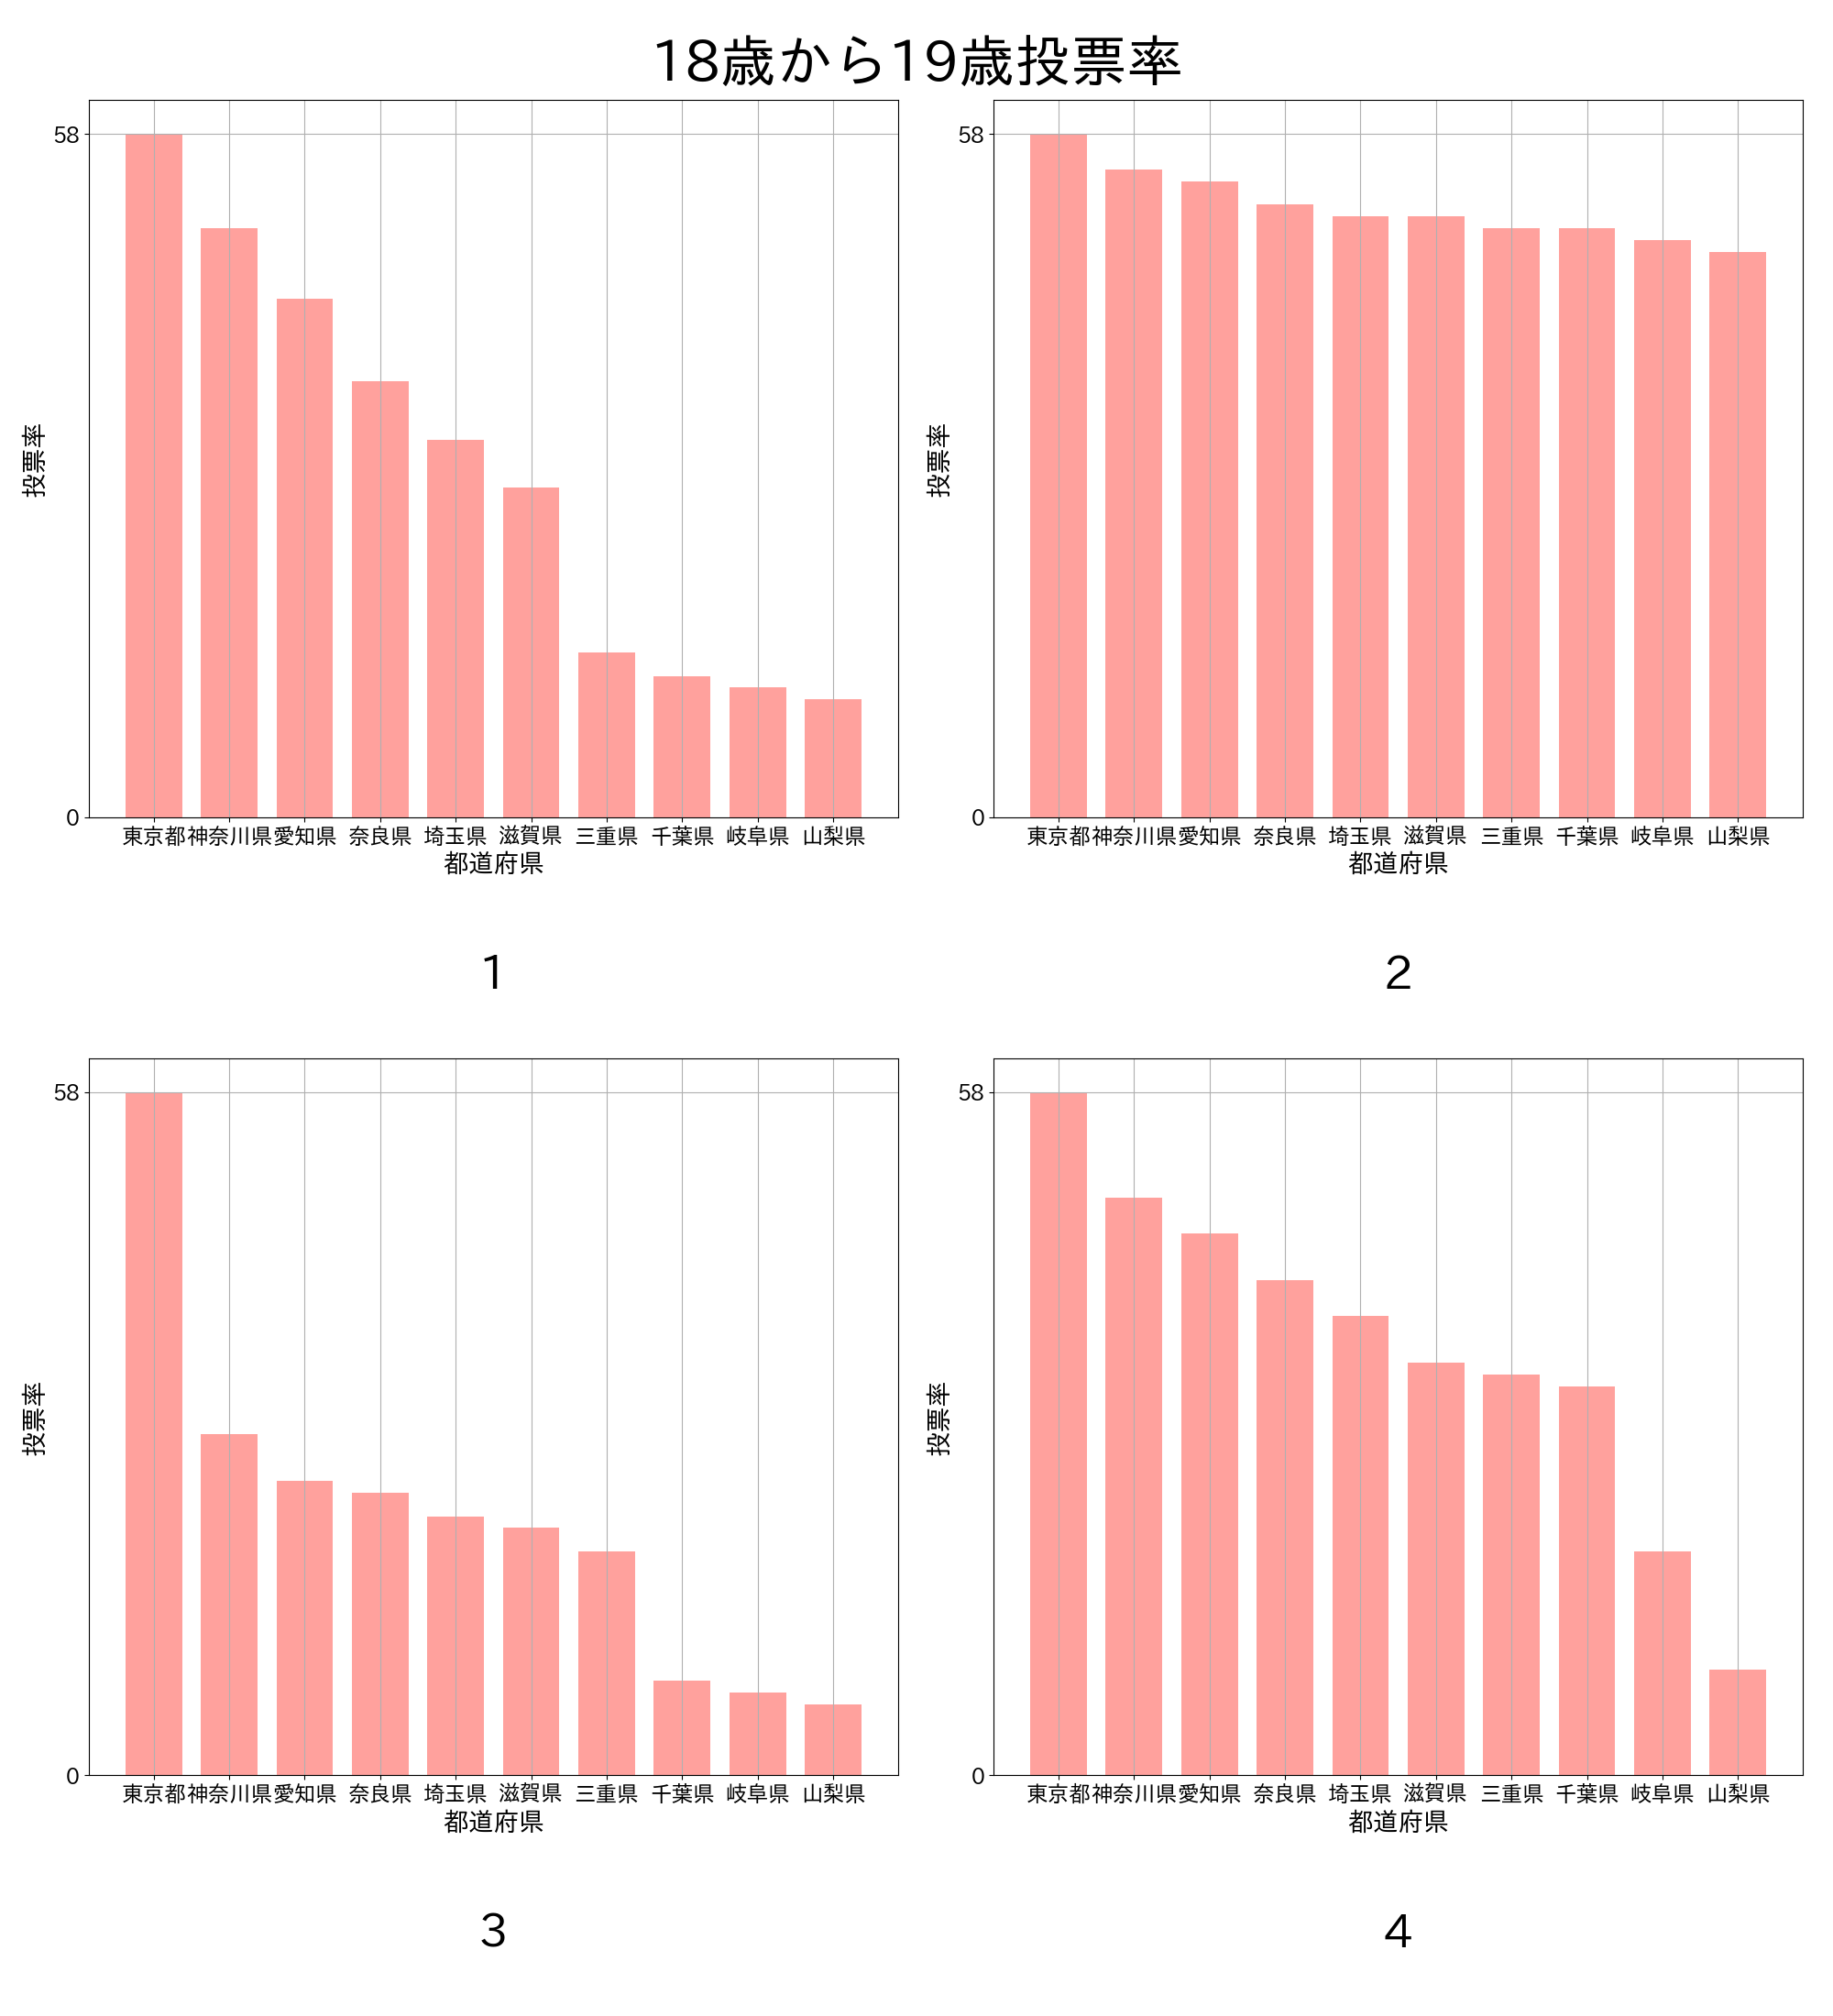 18歳から19歳投票率
58
0
投票率
東京都 神奈川県 愛知県 奈良県 埼玉県 滋賀県 三重県 千葉県 岐阜県 山梨県
都道府県
1
58
0
投票率
東京都 神奈川県 愛知県 奈良県 埼玉県 滋賀県 三重県 千葉県 岐阜県 山梨県
都道府県
2
58
0
投票率
東京都 神奈川県 愛知県 奈良県 埼玉県 滋賀県 三重県 千葉県 岐阜県 山梨県
都道府県
3
58
0
投票率
東京都 神奈川県 愛知県 奈良県 埼玉県 滋賀県 三重県 千葉県 岐阜県 山梨県
都道府県
4